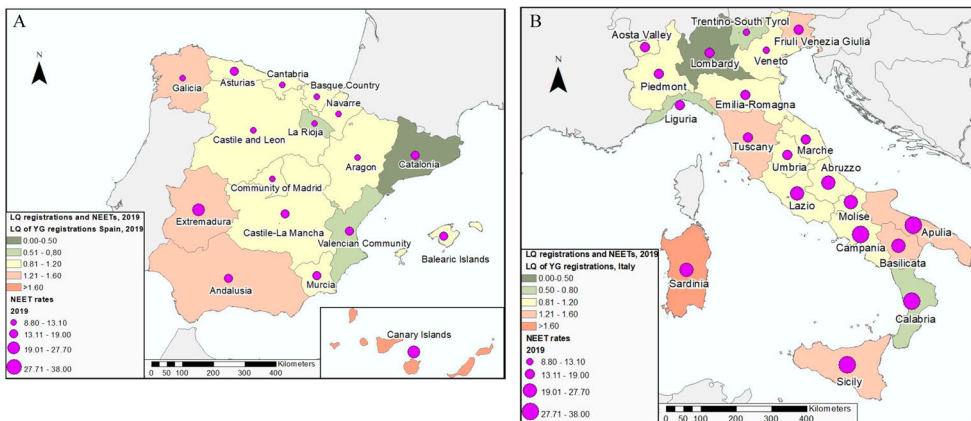 A
N
Galicia
Asturias
Cantabria
Basque Country
Navarre
La Rioja
Castile and Leon
Aragon
Catalonia
Community of Madrid
Extremadura
Castile-La Mancha
Valencian Community
Balearic Islands
Andalusia
Murcia
Canary Islands
LQ registrations and NEETs, 2019
LQ of YG registrations Spain, 2019
0.00-0.50
0.51 - 0,80
0.81 - 1.20
1.21 - 1.60
>1.60
NEET rates
2019
8.80 - 13.10
13.11 - 19.00
19.01 - 27.70
27.71 - 38.00
0 50 100 200 300 400
Kilometers
B
N
Trentino-South Tyrol
Aosta Valley
Friuli Venezia Giulia
Lombardy
Veneto
Piedmont
Emilia-Romagna
Liguria
Tuscany
Marche
Umbria
Abruzzo
Lazio
Molise
Campania
Apulia
Basilicata
Sardinia
Calabria
Sicily
LQ registrations and NEETs, 2019
LQ of YG registrations, Italy
0.00-0.50
0.50 - 0.80
0.81 - 1.20
1.21 - 1.60
>1.60
NEET rates
2019
8.80 - 13.10
13.11 - 19.00
19.01 - 27.70
27.71 - 38.00
0 50 100 200 300 400
Kilometers